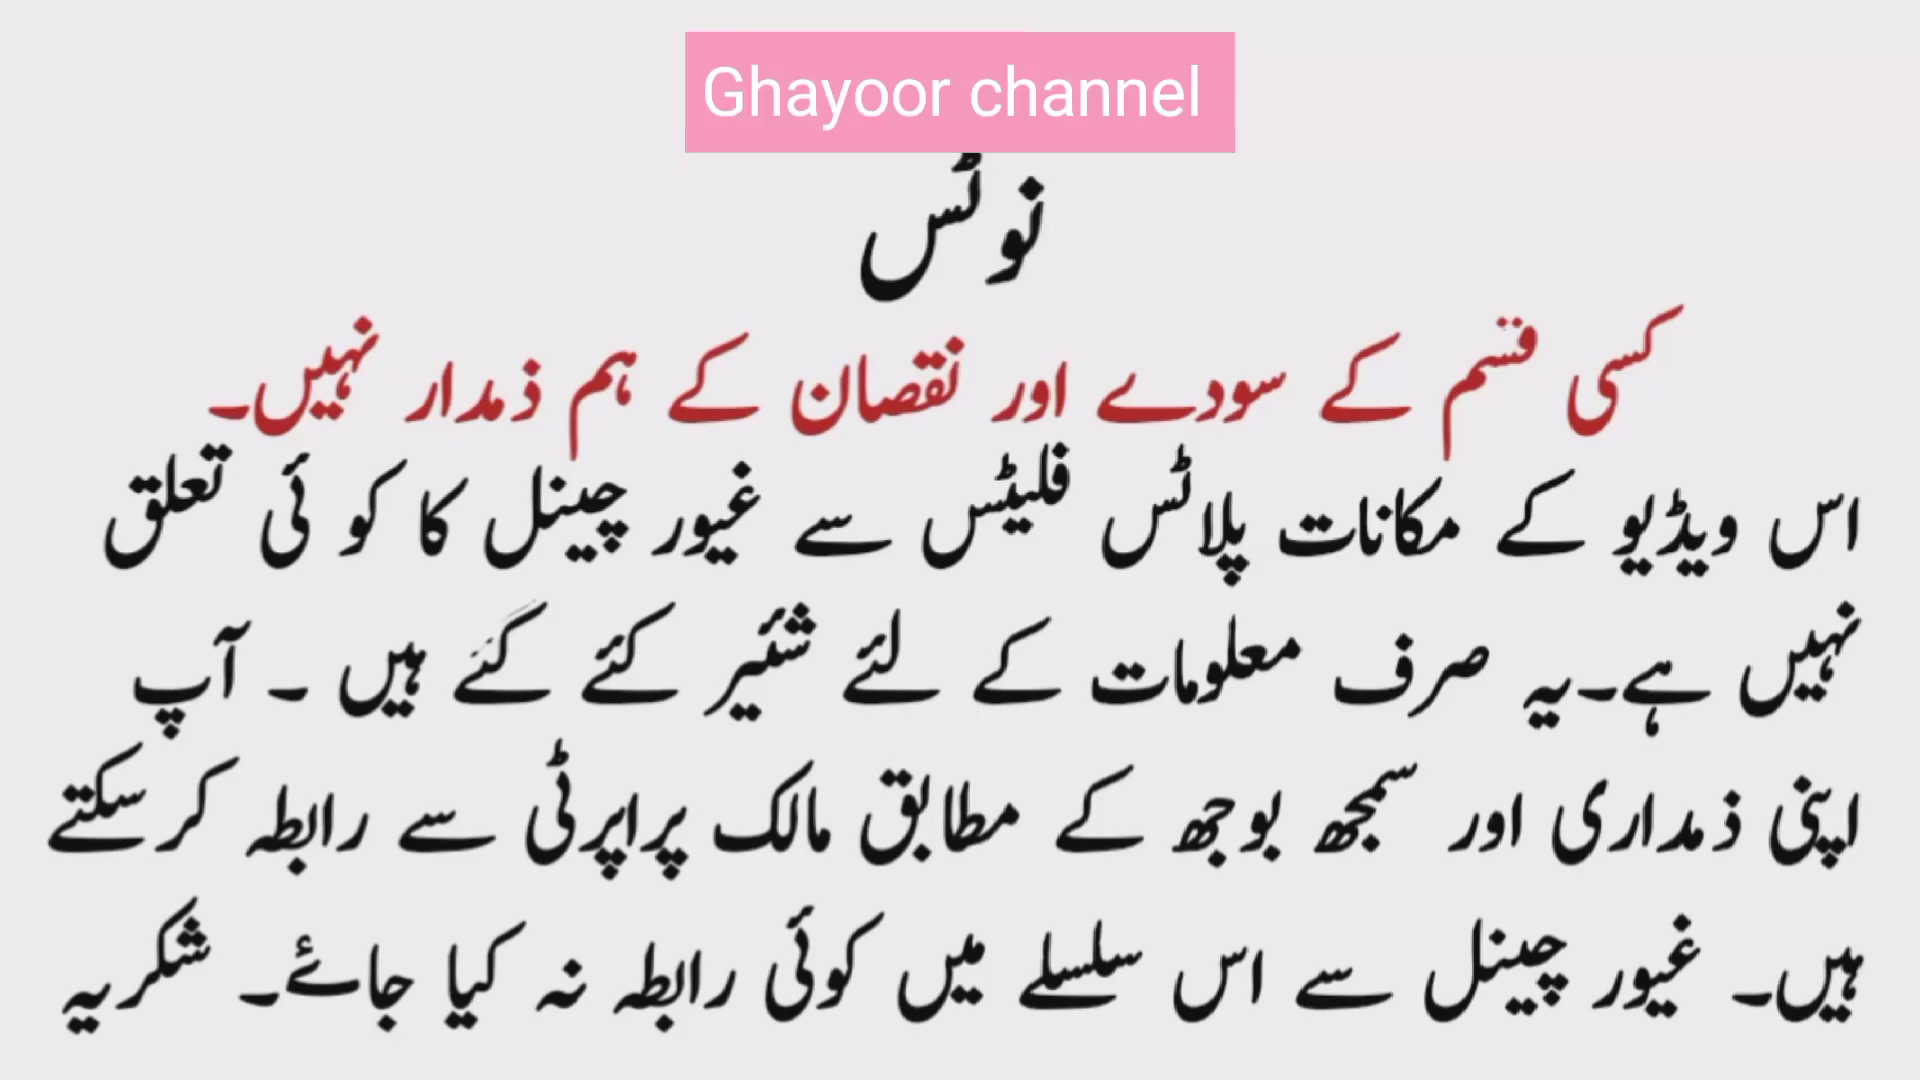 Ghayoor channel
نوٹس
کسی قسم کے سودے اور نقصان کے ہم ذمدار نہیں۔
اس ویڈیو کے مکانات پلاٹس فلیٹس سے غیور چینل کا کوئی تعلق
نہیں ہے۔یہ صرف معلومات کے لئے شئیر کئے گئے ہیں ۔ آپ
اپنی ذمداری اور سمجھ بوجھ کے مطابق مالک پراپرٹی سے رابطہ کرسکتے
ہیں۔ غیور چینل سے اس سلسلے میں کوئی رابطہ نہ کیا جائے۔ شکریہ